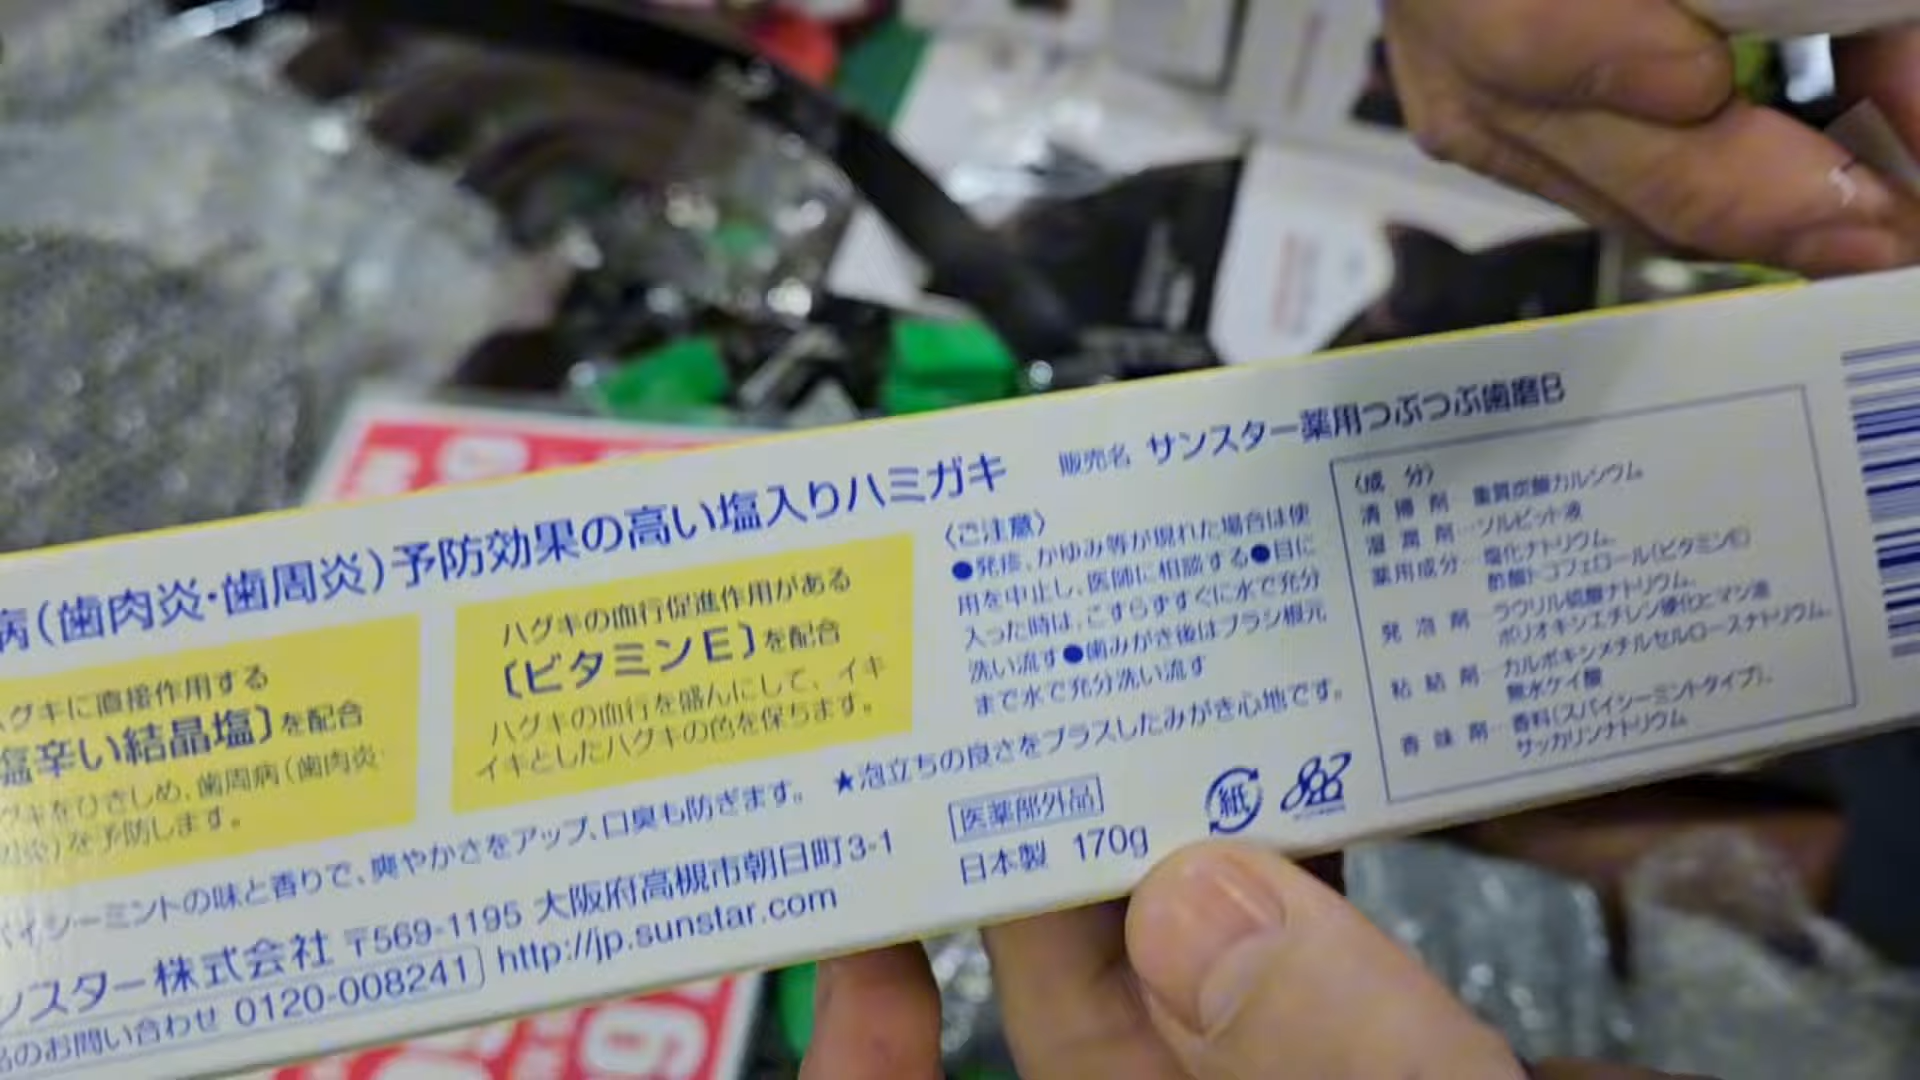 病(歯肉炎・歯周炎)予防効果の高い塩入りハミガキ
販売名 サンスター薬用つぶつぶ歯磨B
グキに直接作用する
塩辛い結晶塩〕を配合
グキをひきしめ、歯周病(歯肉炎・
周炎)を予防します。
ハグキの血行促進作用がある
〔ビタミンE〕を配合
ハグキの血行を盛んにして、イキ
イキとしたハグキの色を保ちます。
〈ご注意〉
●発疹、かゆみ等が現れた場合は使
用を中止し、医師に相談する●目に
入った時は、こすらずすぐに水で充分
洗い流す●歯みがき後はブラシ根元
まで水で充分洗い流す
〈成 分〉
清 掃 剤…重質炭酸カルシウム
湿 潤 剤…ソルビット液
薬用成分…塩化ナトリウム、
酢酸トコフェロール(ビタミンE)
発 泡 剤…ラウリル硫酸ナトリウム、
ポリオキシエチレン硬化ヒマシ油
粘 結 剤…カルボキシメチルセルロースナトリウム、
無水ケイ酸
香 味 剤…香料(スパイシーミントタイプ)、
サッカリンナトリウム
パイシーミントの味と香りで、爽やかさをアップ、口臭も防ぎます。 ★泡立ちの良さをプラスしたみがき心地です。
ンスター株式会社 〒569-1195 大阪府高槻市朝日町3-1
のお問い合わせ 0120-008241 http://jp.sunstar.com
医薬部外品
日本製 170g
紙